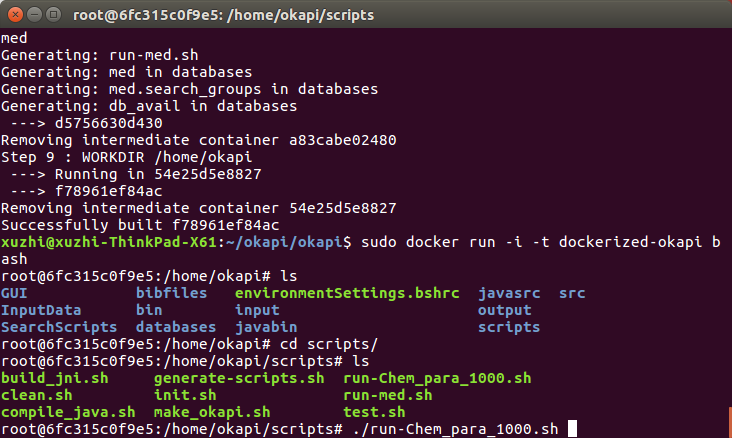 root@6fc315c0f9e5: /home/okapi/scripts
med
Generating: run-med.sh
Generating: med in databases
Generating: med.search_groups in databases
Generating: db_avail in databases
 ---> d5756630d430
Removing intermediate container a83cabe02480
Step 9 : WORKDIR /home/okapi
 ---> Running in 54e25d5e8827
 ---> f78961ef84ac
Removing intermediate container 54e25d5e8827
Successfully built f78961ef84ac
xuzhi@xuzhi-ThinkPad-X61:~/okapi/okapi$ sudo docker run -i -t dockerized-okapi b
ash
root@6fc315c0f9e5:/home/okapi# ls
GUI            bibfiles   environmentSettings.bshrc  javasrc  src
InputData      bin        input                      output
SearchScripts  databases  javabin                    scripts
root@6fc315c0f9e5:/home/okapi# cd scripts/
root@6fc315c0f9e5:/home/okapi/scripts# ls
build_jni.sh     generate-scripts.sh  run-Chem_para_1000.sh
clean.sh         init.sh              run-med.sh
compile_java.sh  make_okapi.sh        test.sh
root@6fc315c0f9e5:/home/okapi/scripts# ./run-Chem_para_1000.sh